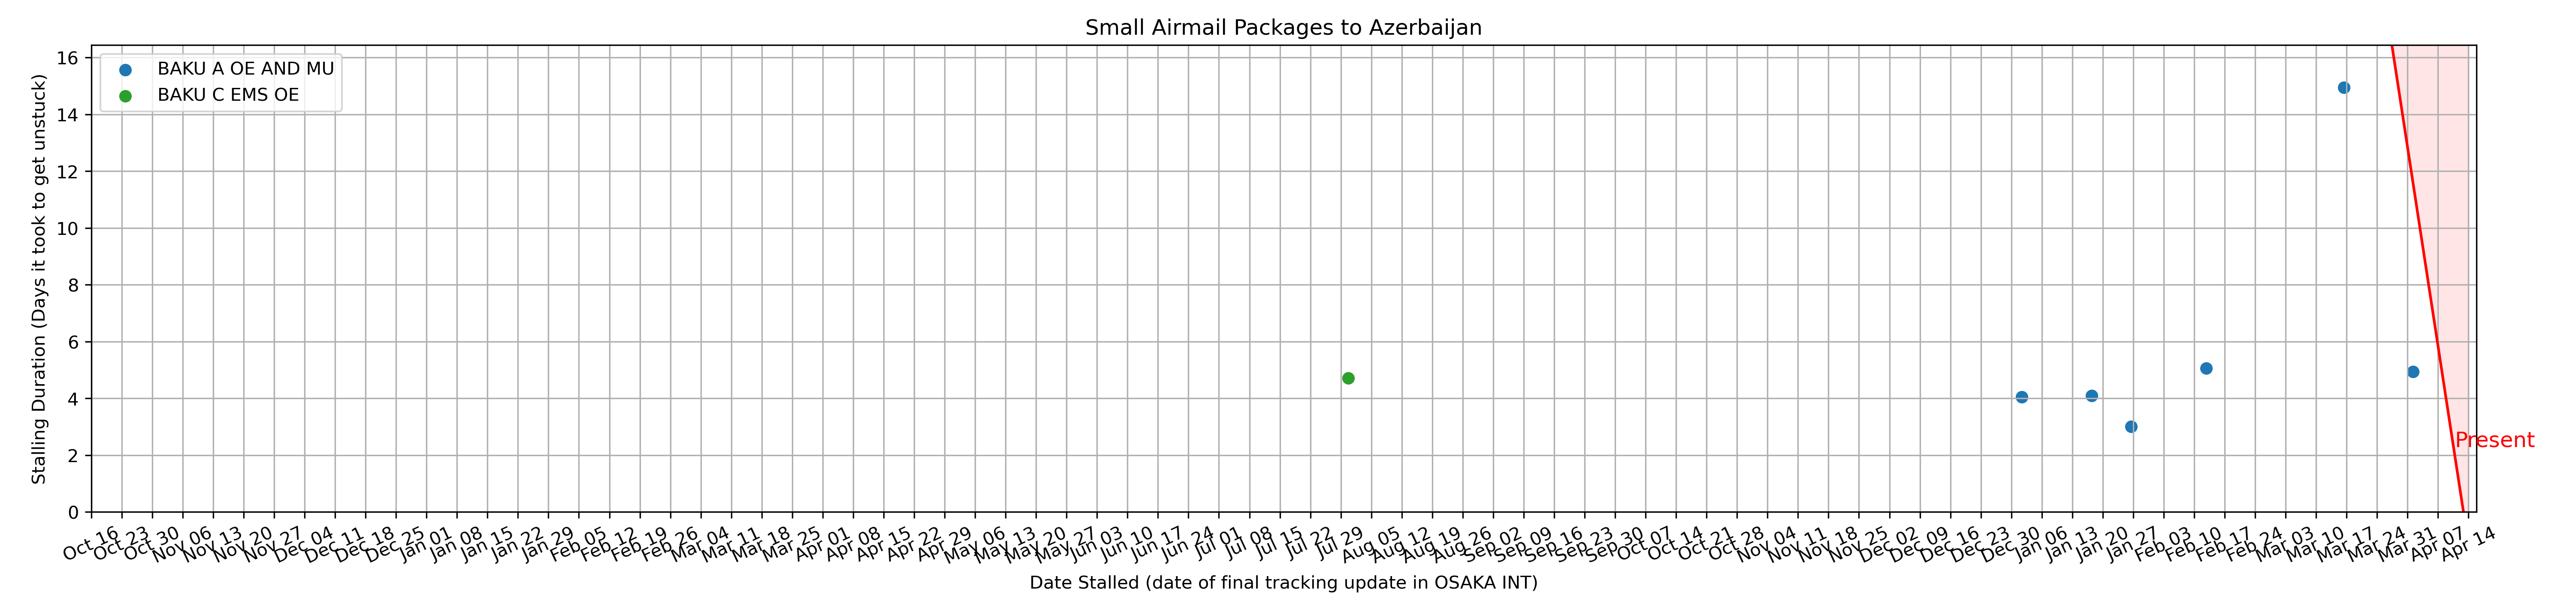 Small Airmail Packages to Azerbaijan
BAKU A OE AND MU
BAKU C EMS OE
Stalling Duration (Days it took to get unstuck)
16
14
12
10
8
6
4
2
0
Present
Oct 16 Oct 23 Oct 30 Nov 06 Nov 13 Nov 20 Nov 27 Dec 04 Dec 11 Dec 18 Dec 25 Jan 01 Jan 08 Jan 15 Jan 22 Jan 29 Feb 05 Feb 12 Feb 19 Feb 26 Mar 04 Mar 11 Mar 18 Mar 25 Apr 01 Apr 08 Apr 15 Apr 22 Apr 29 May 06 May 13 May 20 May 27 Jun 03 Jun 10 Jun 17 Jun 24 Jul 01 Jul 08 Jul 15 Jul 22 Jul 29 Aug 05 Aug 12 Aug 19 Aug 26 Sep 02 Sep 09 Sep 16 Sep 23 Sep 30 Oct 07 Oct 14 Oct 21 Oct 28 Nov 04 Nov 11 Nov 18 Nov 25 Dec 02 Dec 09 Dec 16 Dec 23 Dec 30 Jan 06 Jan 13 Jan 20 Jan 27 Feb 03 Feb 10 Feb 17 Feb 24 Mar 03 Mar 10 Mar 17 Mar 24 Mar 31 Apr 07 Apr 14
Date Stalled (date of final tracking update in OSAKA INT)